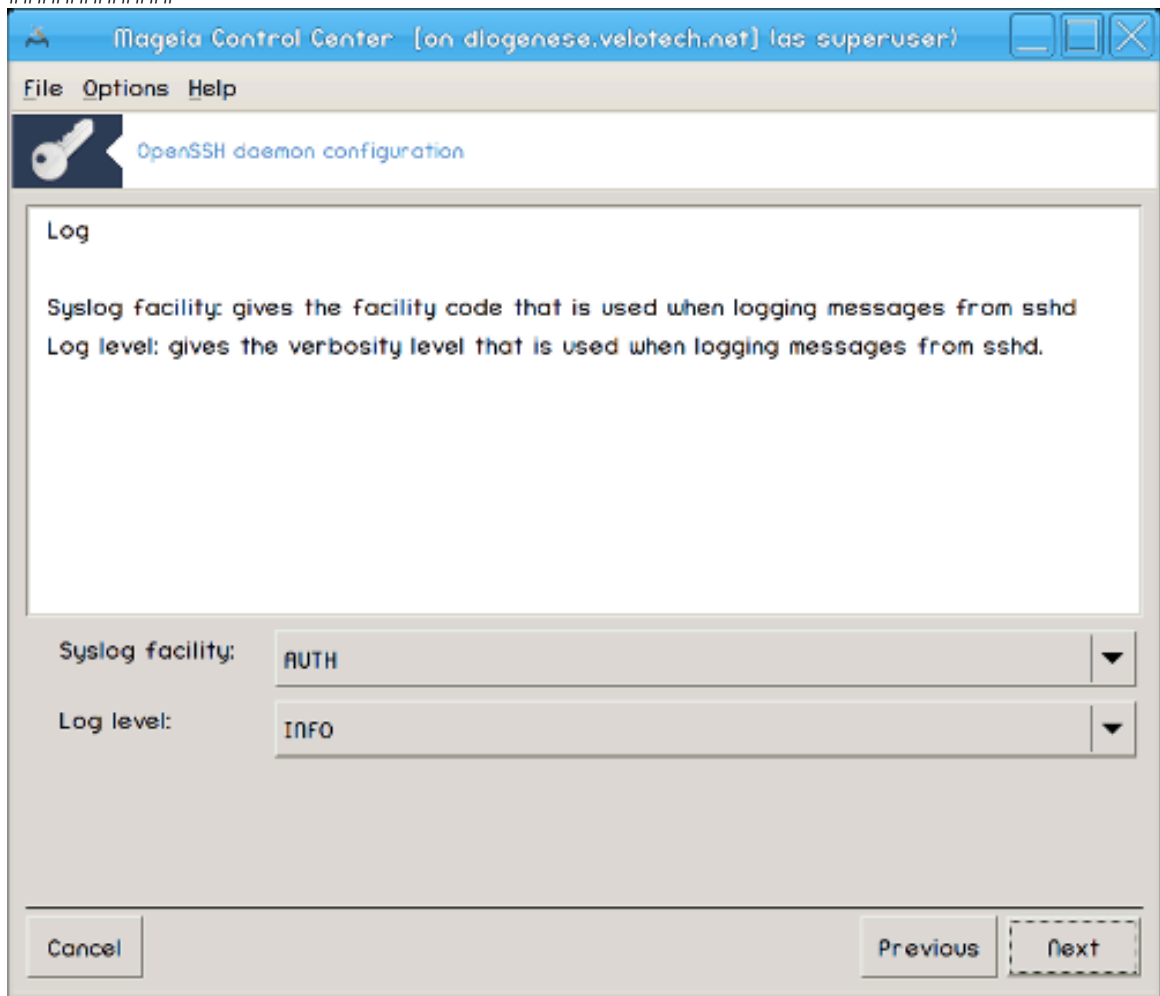 Mageia Control Center [on diogenese.velotech.net] (as superuser)
File Options Help
OpenSSH daemon configuration
Log
Syslog facility: gives the facility code that is used when logging messages from sshd
Log level: gives the verbosity level that is used when logging messages from sshd.
Syslog facility: AUTH
Log level: INFO
Cancel Previous Next